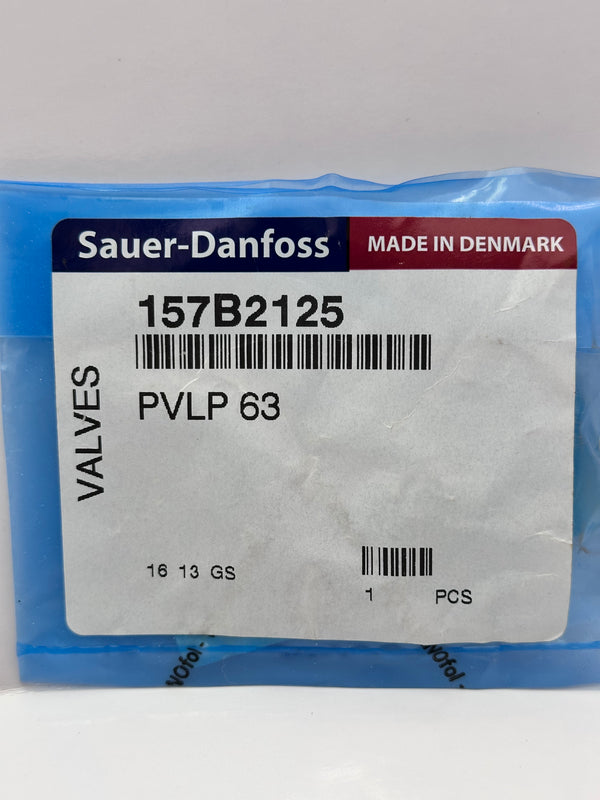 Sauer-Danfoss
MADE IN DENMARK
157B2125
VALVES
PVLP 63
16 13 GS
1 PCS